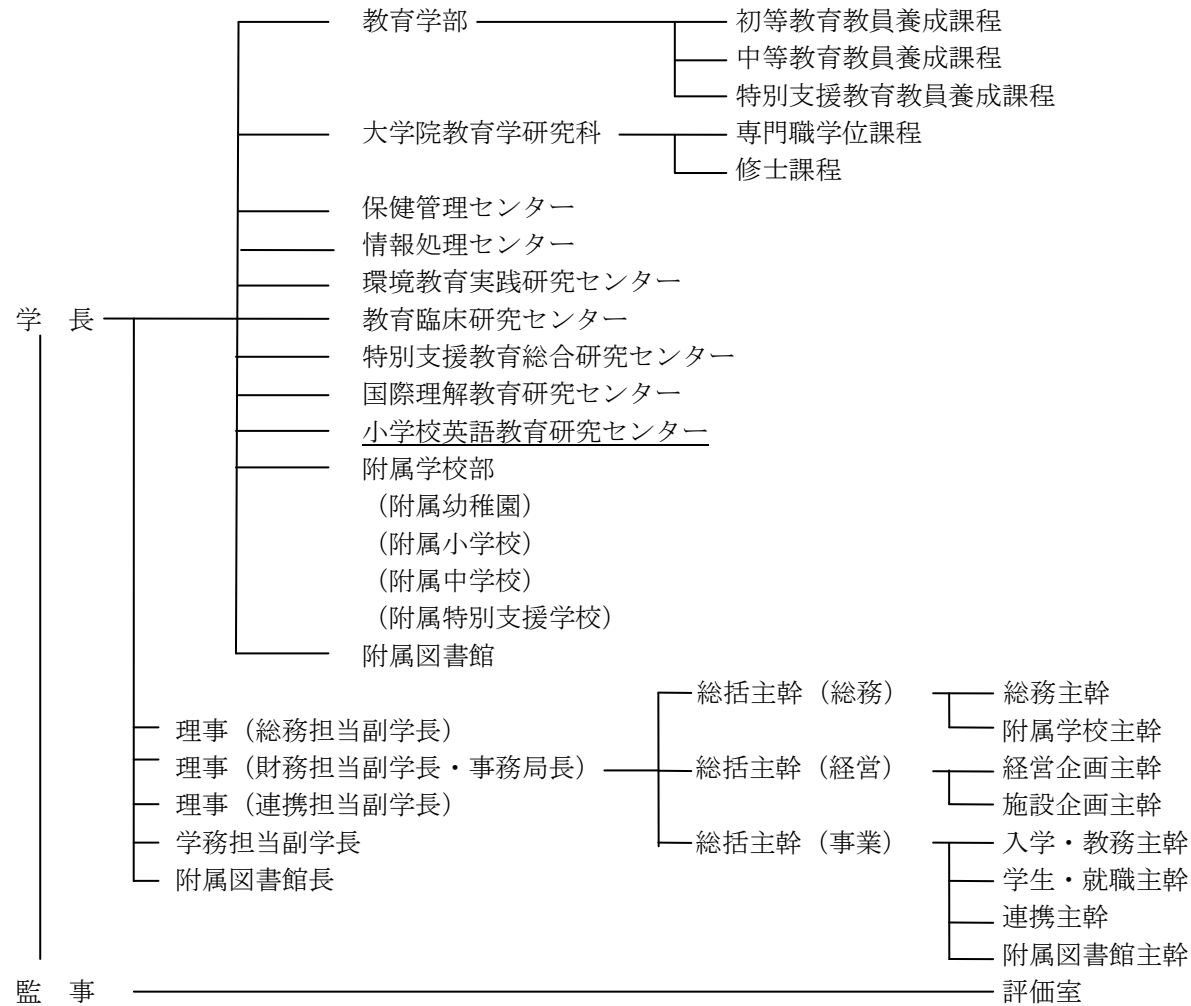 教育学部 初等教育教員養成課程
中等教育教員養成課程
特別支援教育教員養成課程
大学院教育学研究科 専門職学位課程
修士課程
保健管理センター
情報処理センター
環境教育実践研究センター
学　長 教育臨床研究センター
特別支援教育総合研究センター
国際理解教育研究センター
小学校英語教育研究センター
附属学校部
（附属幼稚園）
（附属小学校）
（附属中学校）
（附属特別支援学校）
附属図書館
総括主幹（総務） 総務主幹
理事（総務担当副学長） 附属学校主幹
理事（財務担当副学長・事務局長） 総括主幹（経営） 経営企画主幹
理事（連携担当副学長） 施設企画主幹
学務担当副学長 総括主幹（事業） 入学・教務主幹
附属図書館長 学生・就職主幹
連携主幹
附属図書館主幹
監　事 評価室